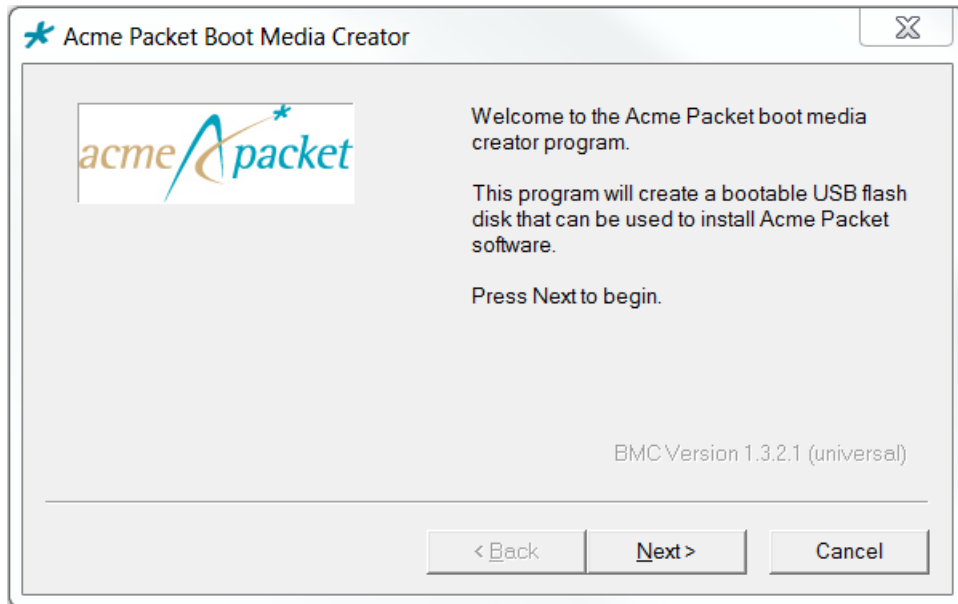 Acme Packet Boot Media Creator
acme packet
Welcome to the Acme Packet boot media
creator program.
This program will create a bootable USB flash
disk that can be used to install Acme Packet
software.
Press Next to begin.
BMC Version 1.3.2.1 (universal)
< Back
Next >
Cancel